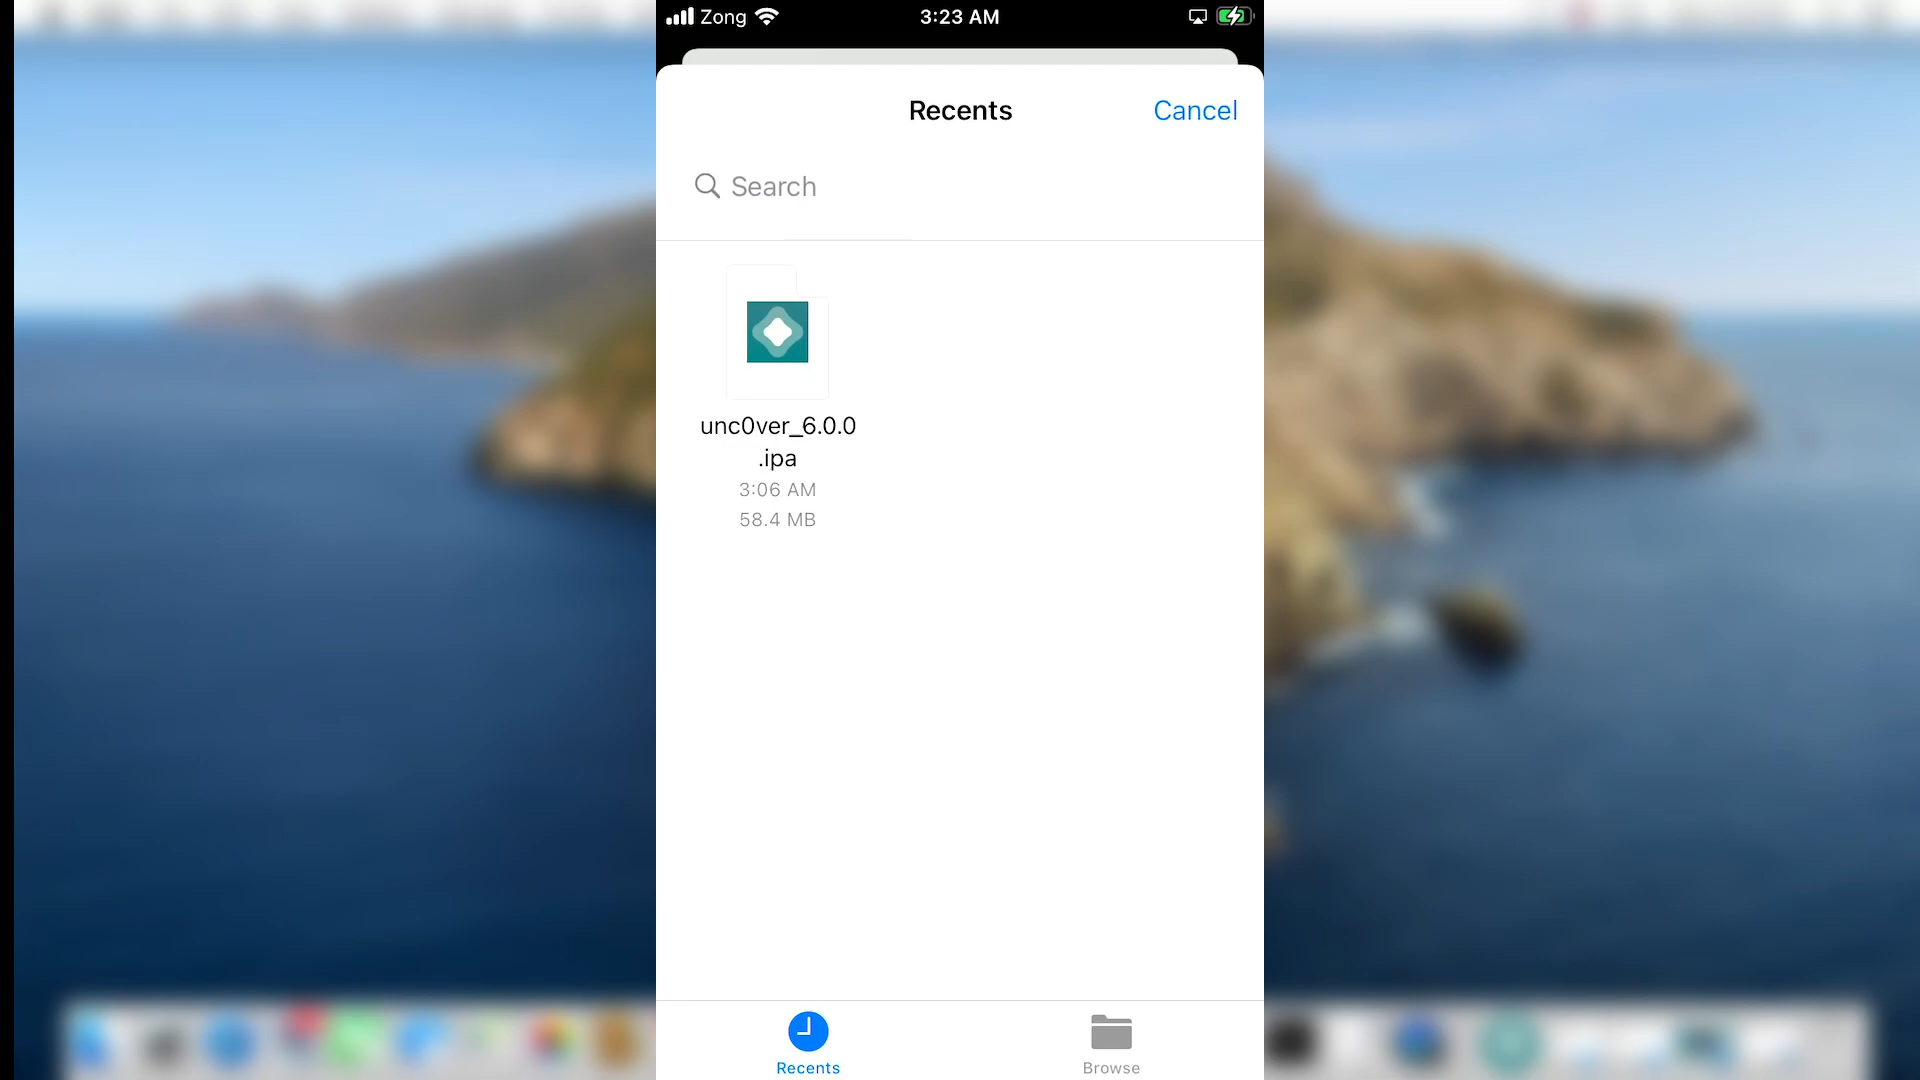 Zong
3:23 AM
Recents
Cancel
Search
unc0ver_6.0.0
.ipa
3:06 AM
58.4 MB
Recents
Browse